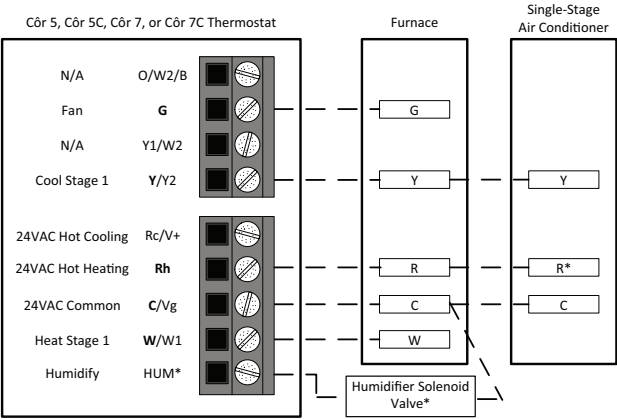 Côr 5, Côr 5C, Côr 7, or Côr 7C Thermostat
Furnace
Single-Stage
Air Conditioner
N/A O/W2/B
Fan G
G
N/A Y1/W2
Cool Stage 1 Y/Y2
Y
Y
24VAC Hot Cooling Rc/V+
24VAC Hot Heating Rh
R
R*
24VAC Common C/Vg
C
C
Heat Stage 1 W/W1
W
Humidify HUM*
Humidifier Solenoid
Valve*